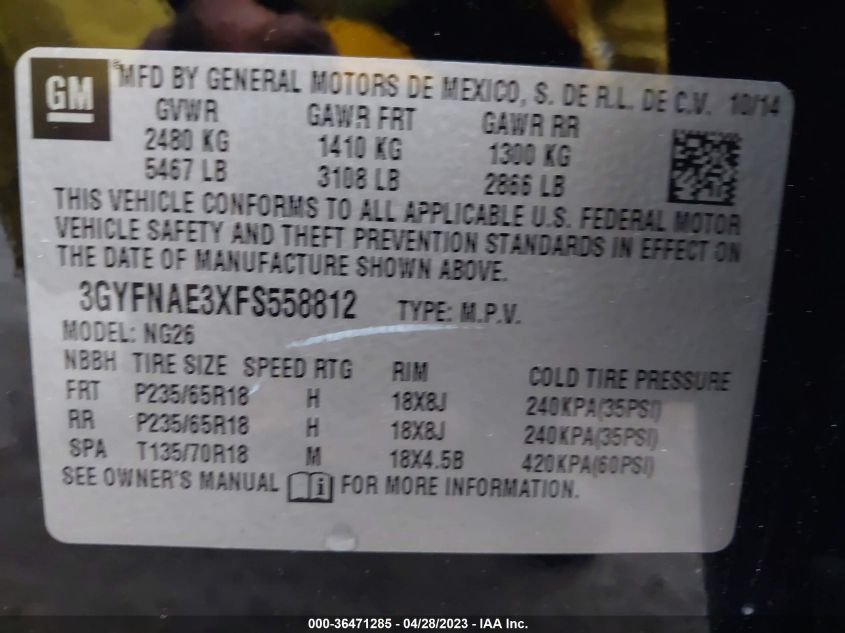 GM
MFD BY GENERAL MOTORS DE MEXICO, S. DE R.L. DE C.V. 10/14
GVWR GAWR FRT GAWR RR
2480 KG 1410 KG 1300 KG
5467 LB 3108 LB 2866 LB
THIS VEHICLE CONFORMS TO ALL APPLICABLE U.S. FEDERAL MOTOR
VEHICLE SAFETY AND THEFT PREVENTION STANDARDS IN EFFECT ON
THE DATE OF MANUFACTURE SHOWN ABOVE.
3GYFNAE3XFS558812 TYPE: M.P.V.
MODEL: NG26
NBBH TIRE SIZE SPEED RTG RIM COLD TIRE PRESSURE
FRT P235/65R18 H 18X8J 240KPA(35PSI)
RR P235/65R18 H 18X8J 240KPA(35PSI)
SPA T135/70R18 M 18X4.5B 420KPA(60PSI)
SEE OWNER'S MANUAL i FOR MORE INFORMATION.
000-36471285 / 04/28/2023 - IAA Inc.